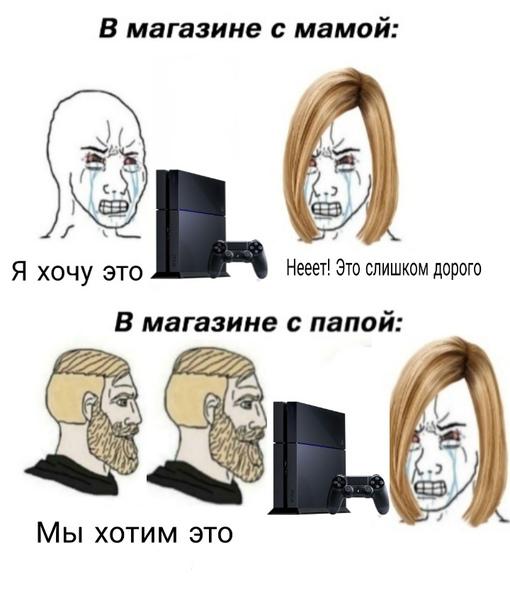 В магазине с мамой:
Я хочу это
Нееет! Это слишком дорого
В магазине с папой:
Мы хотим это